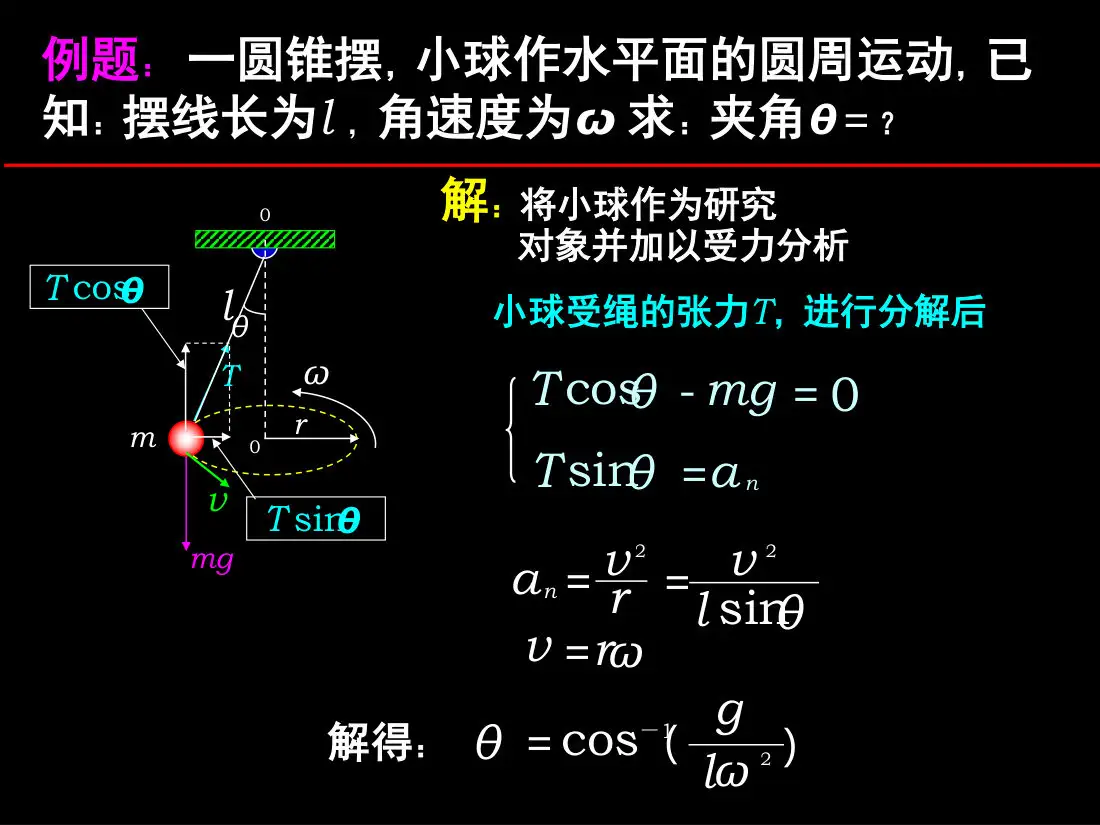 例题：一圆锥摆，小球作水平面的圆周运动，已
知：摆线长为l ，角速度为ω 求：夹角θ = ？
解：将小球作为研究
对象并加以受力分析
小球受绳的张力T，进行分解后
0
T cosθ
l
θ
T
ω
m
0
r
υ
T sinθ
mg
T cosθ - mg = 0
T sinθ = aₙ
aₙ = υ²/r = υ²/(l sinθ)
υ = rω
解得： θ = cos⁻¹( g/(lω²) )